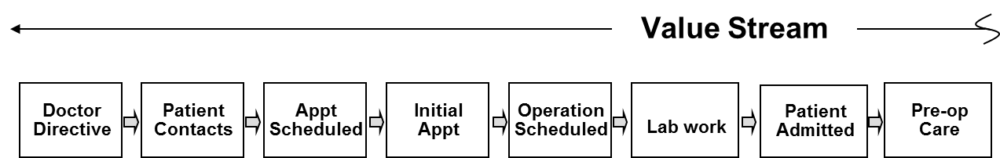 Value Stream
Doctor
Directive
Patient
Contacts
Appt
Scheduled
Initial
Appt
Operation
Scheduled
Lab work
Patient
Admitted
Pre-op
Care